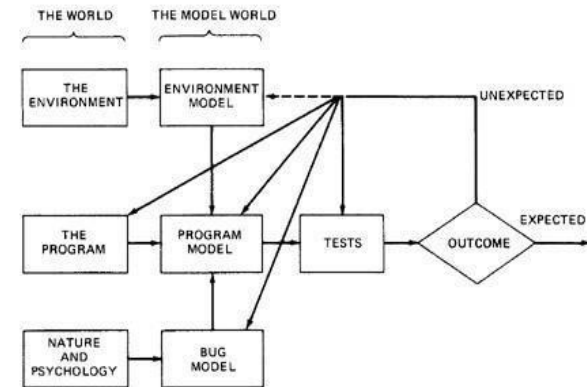 THE WORLD
THE MODEL WORLD
THE
ENVIRONMENT
ENVIRONMENT
MODEL
UNEXPECTED
THE
PROGRAM
PROGRAM
MODEL
TESTS
OUTCOME
EXPECTED
NATURE
AND
PSYCHOLOGY
BUG
MODEL